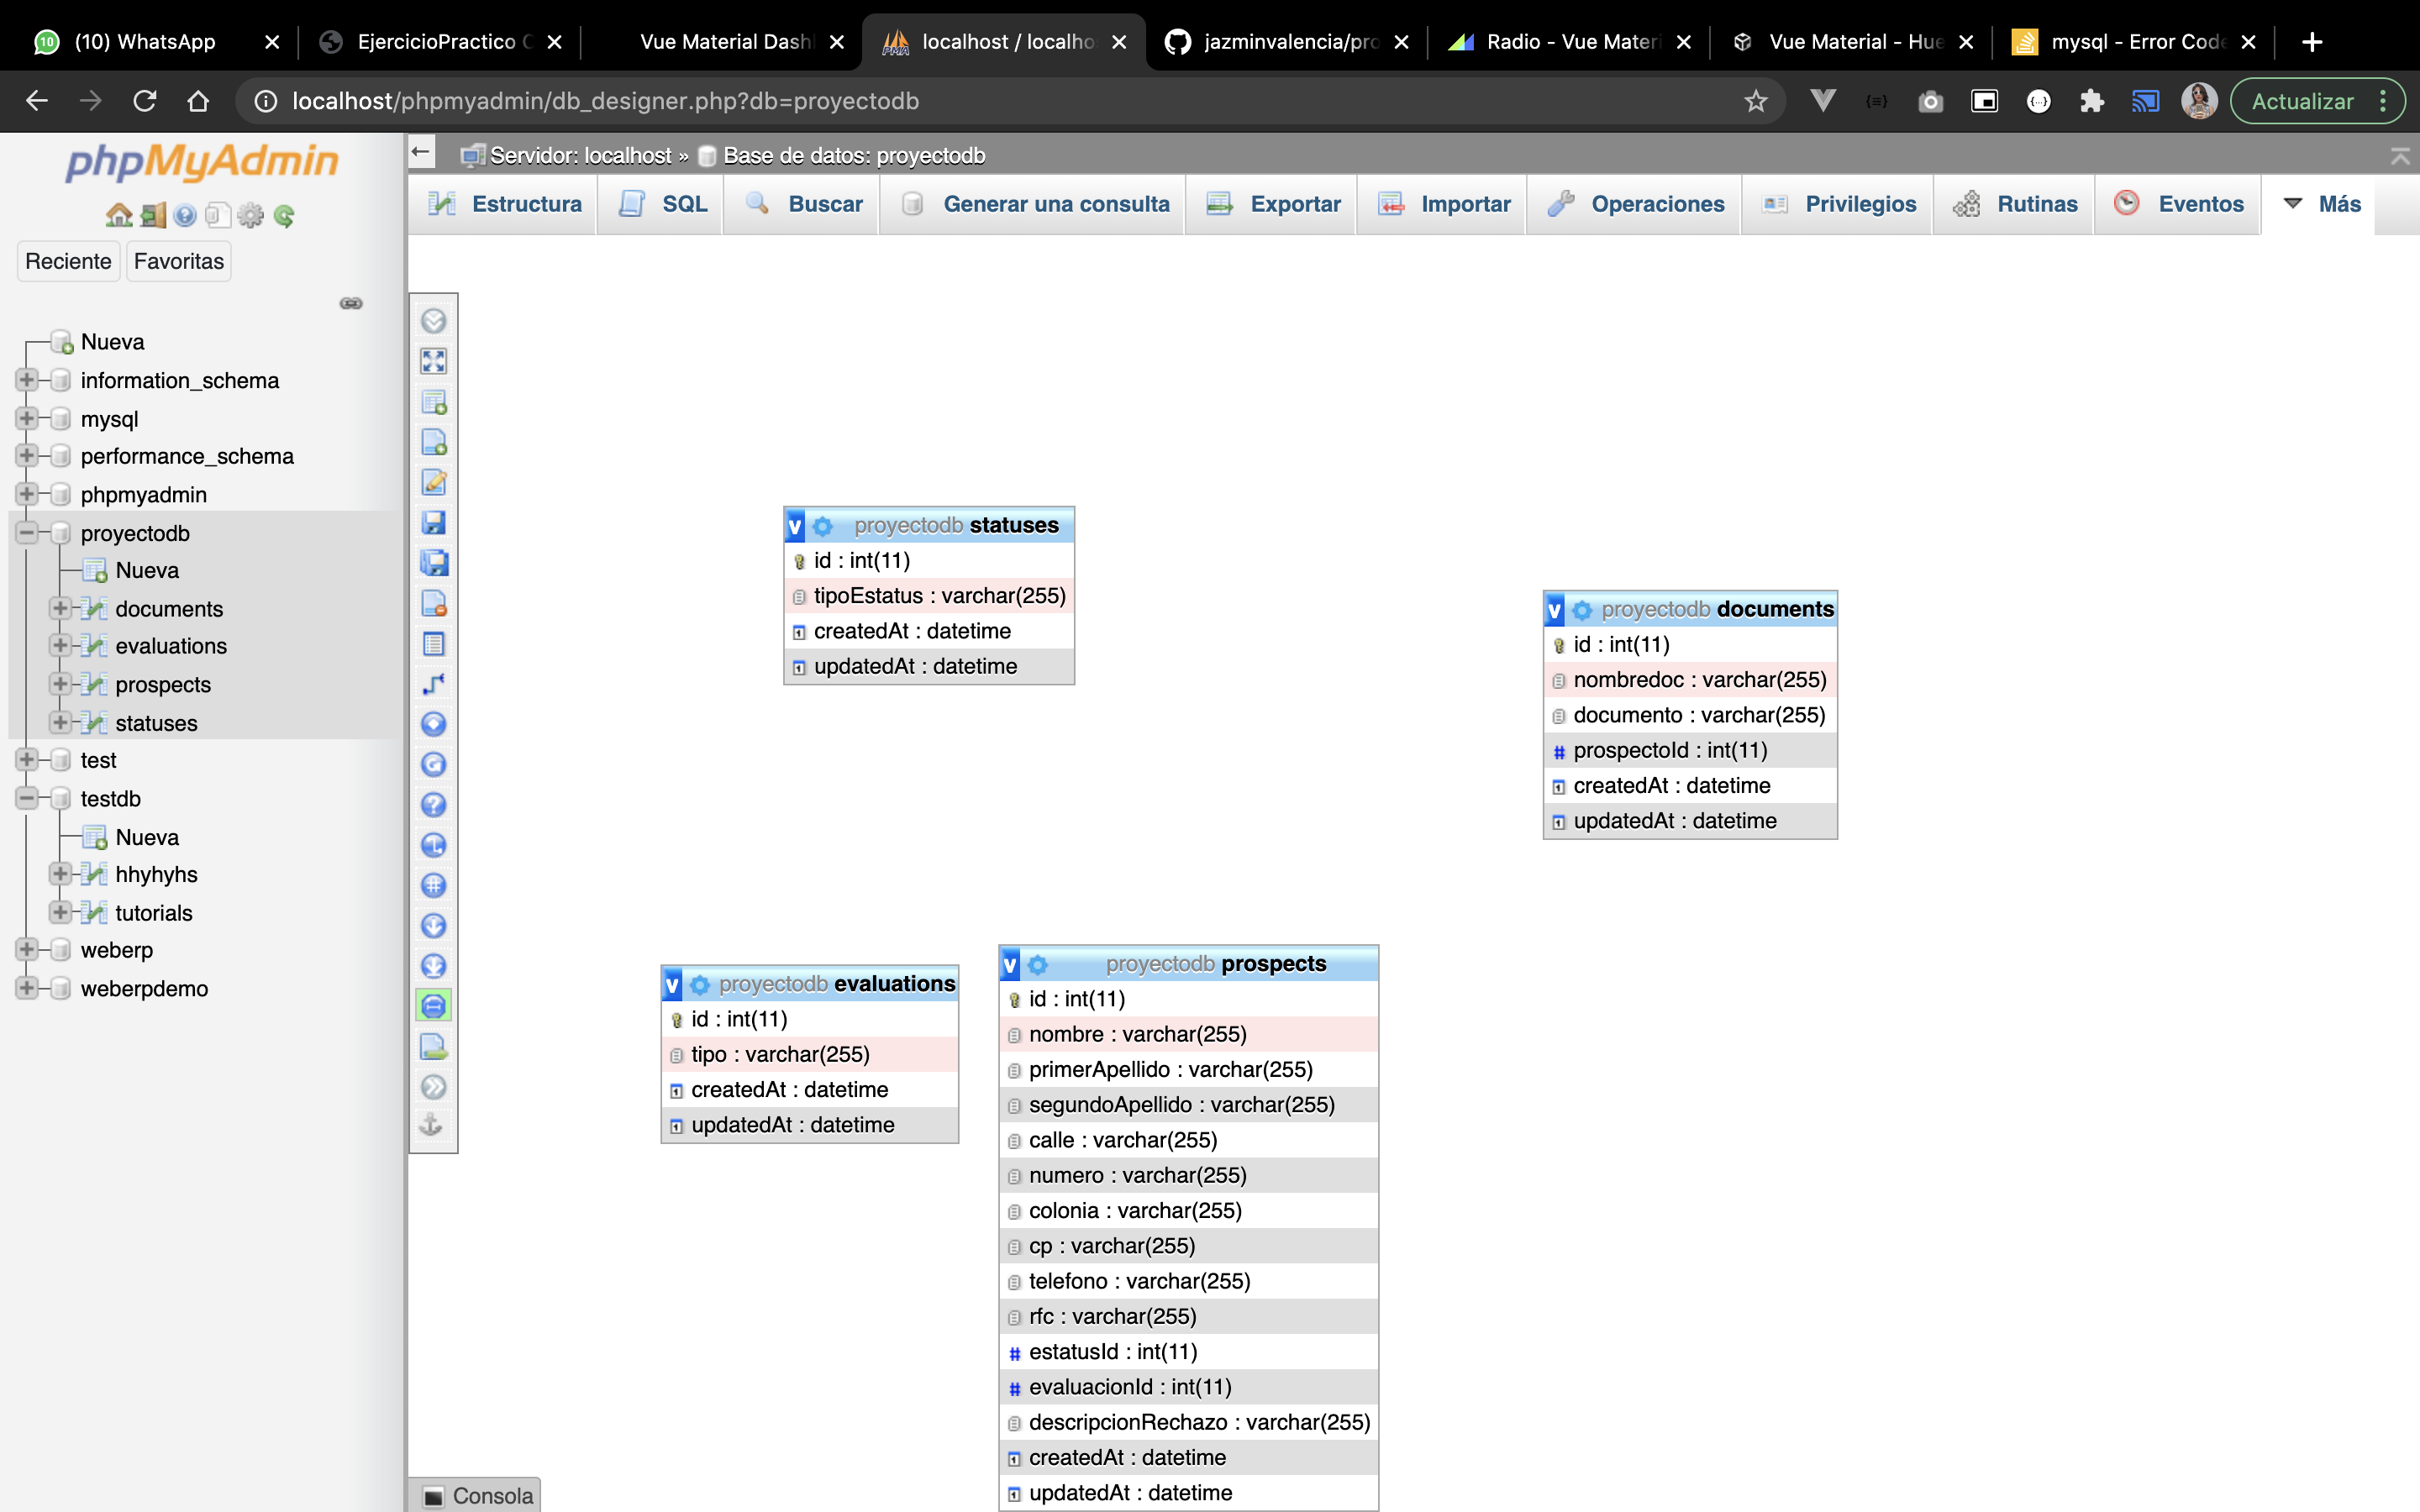 (10) WhatsApp
EjercicioPractico C
Vue Material Dash
localhost / localho
jazminvalencia/pro
Radio - Vue Materi
Vue Material - Hue
mysql - Error Code
localhost/phpmyadmin/db_designer.php?db=proyectodb
Actualizar
phpMyAdmin
Reciente Favoritas
Nueva
information_schema
mysql
performance_schema
phpmyadmin
proyectodb
Nueva
documents
evaluations
prospects
statuses
test
testdb
Nueva
hhyhyhs
tutorials
weberp
weberpdemo
Servidor: localhost » Base de datos: proyectodb
Estructura SQL Buscar Generar una consulta Exportar Importar Operaciones Privilegios Rutinas Eventos Más
proyectodb statuses
id : int(11)
tipoEstatus : varchar(255)
createdAt : datetime
updatedAt : datetime
proyectodb documents
id : int(11)
nombredoc : varchar(255)
documento : varchar(255)
prospectoId : int(11)
createdAt : datetime
updatedAt : datetime
proyectodb evaluations
id : int(11)
tipo : varchar(255)
createdAt : datetime
updatedAt : datetime
proyectodb prospects
id : int(11)
nombre : varchar(255)
primerApellido : varchar(255)
segundoApellido : varchar(255)
calle : varchar(255)
numero : varchar(255)
colonia : varchar(255)
cp : varchar(255)
telefono : varchar(255)
rfc : varchar(255)
estatusId : int(11)
evaluacionId : int(11)
descripcionRechazo : varchar(255)
createdAt : datetime
updatedAt : datetime
Consola